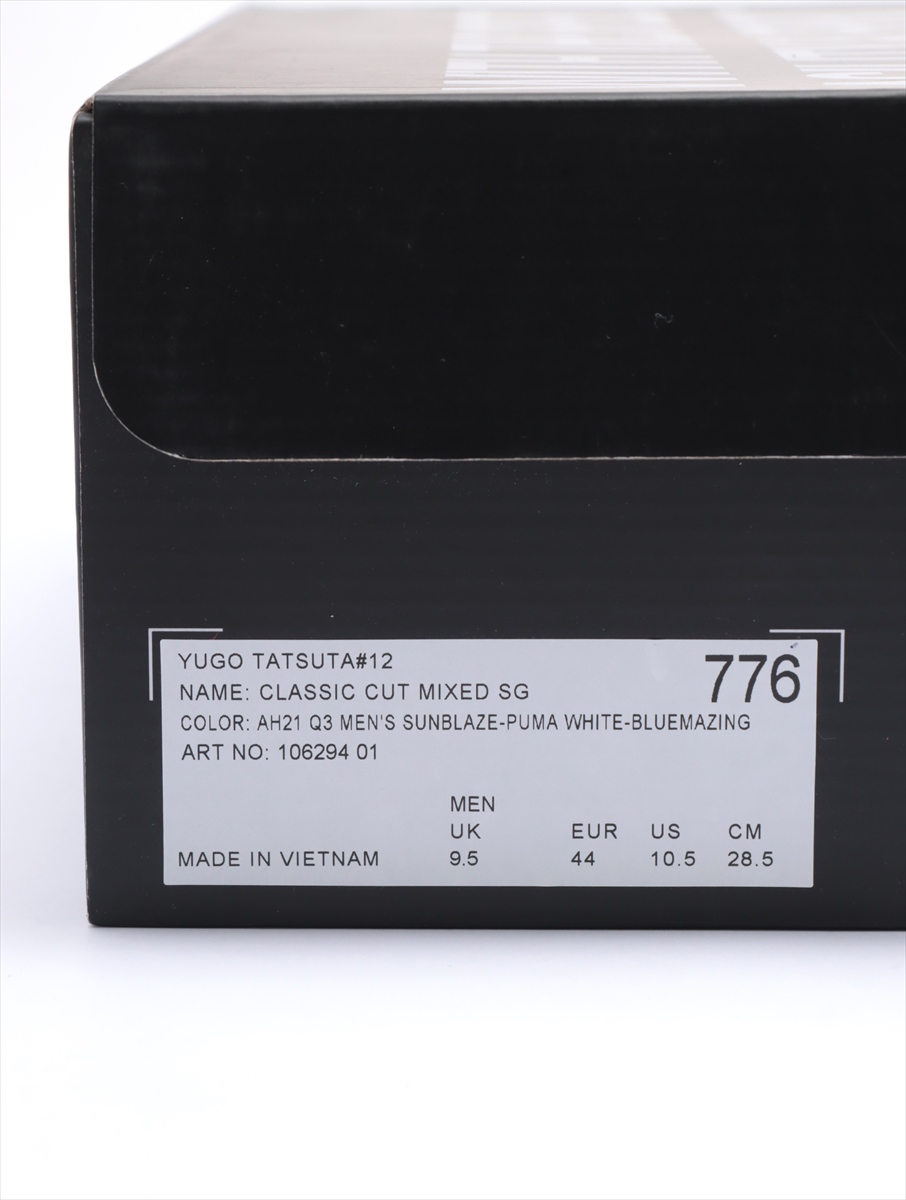 YUGO TATSUTA#12
776
NAME: CLASSIC CUT MIXED SG
COLOR: AH21 Q3 MEN'S SUNBLAZE-PUMA WHITE-BLUEMAZING
ART NO: 106294 01
MEN
UK EUR US CM
MADE IN VIETNAM 9.5 44 10.5 28.5